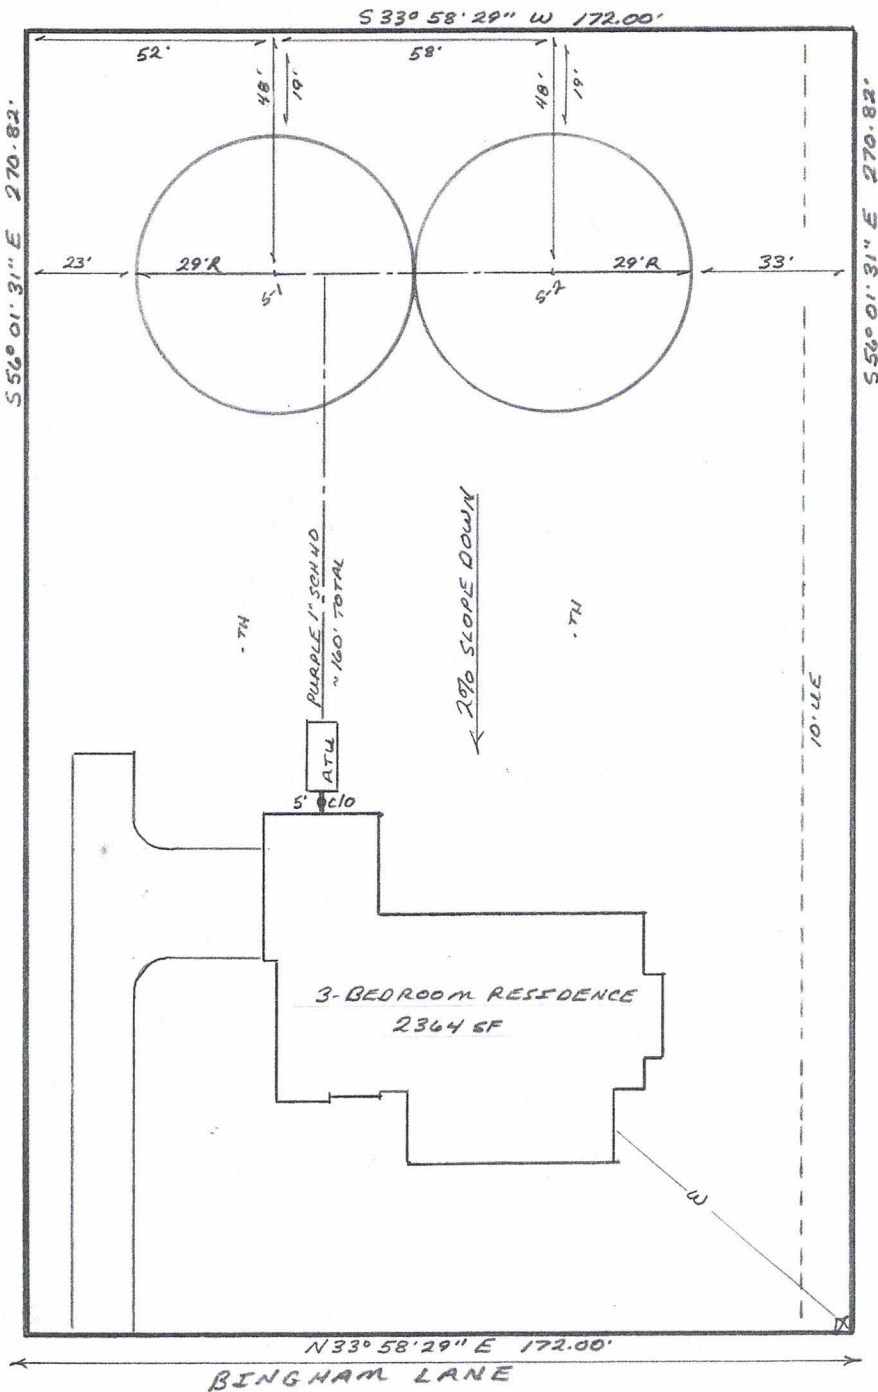 S 33° 58' 29" W 172.00'
52'
58'
48'
19'
48'
19'
S 56° 01' 31" E 270.82'
S 56° 01' 31" E 270.82'
23'
29'R
29'R
33'
S-1
S-2
PURPLE 1" SCH 40
~160' TOTAL
2% SLOPE DOWN
TH
TH
10' UE
ATU
5'
C/O
3-BEDROOM RESIDENCE
2364 SF
W
N 33° 58' 29" E 172.00'
BINGHAM LANE